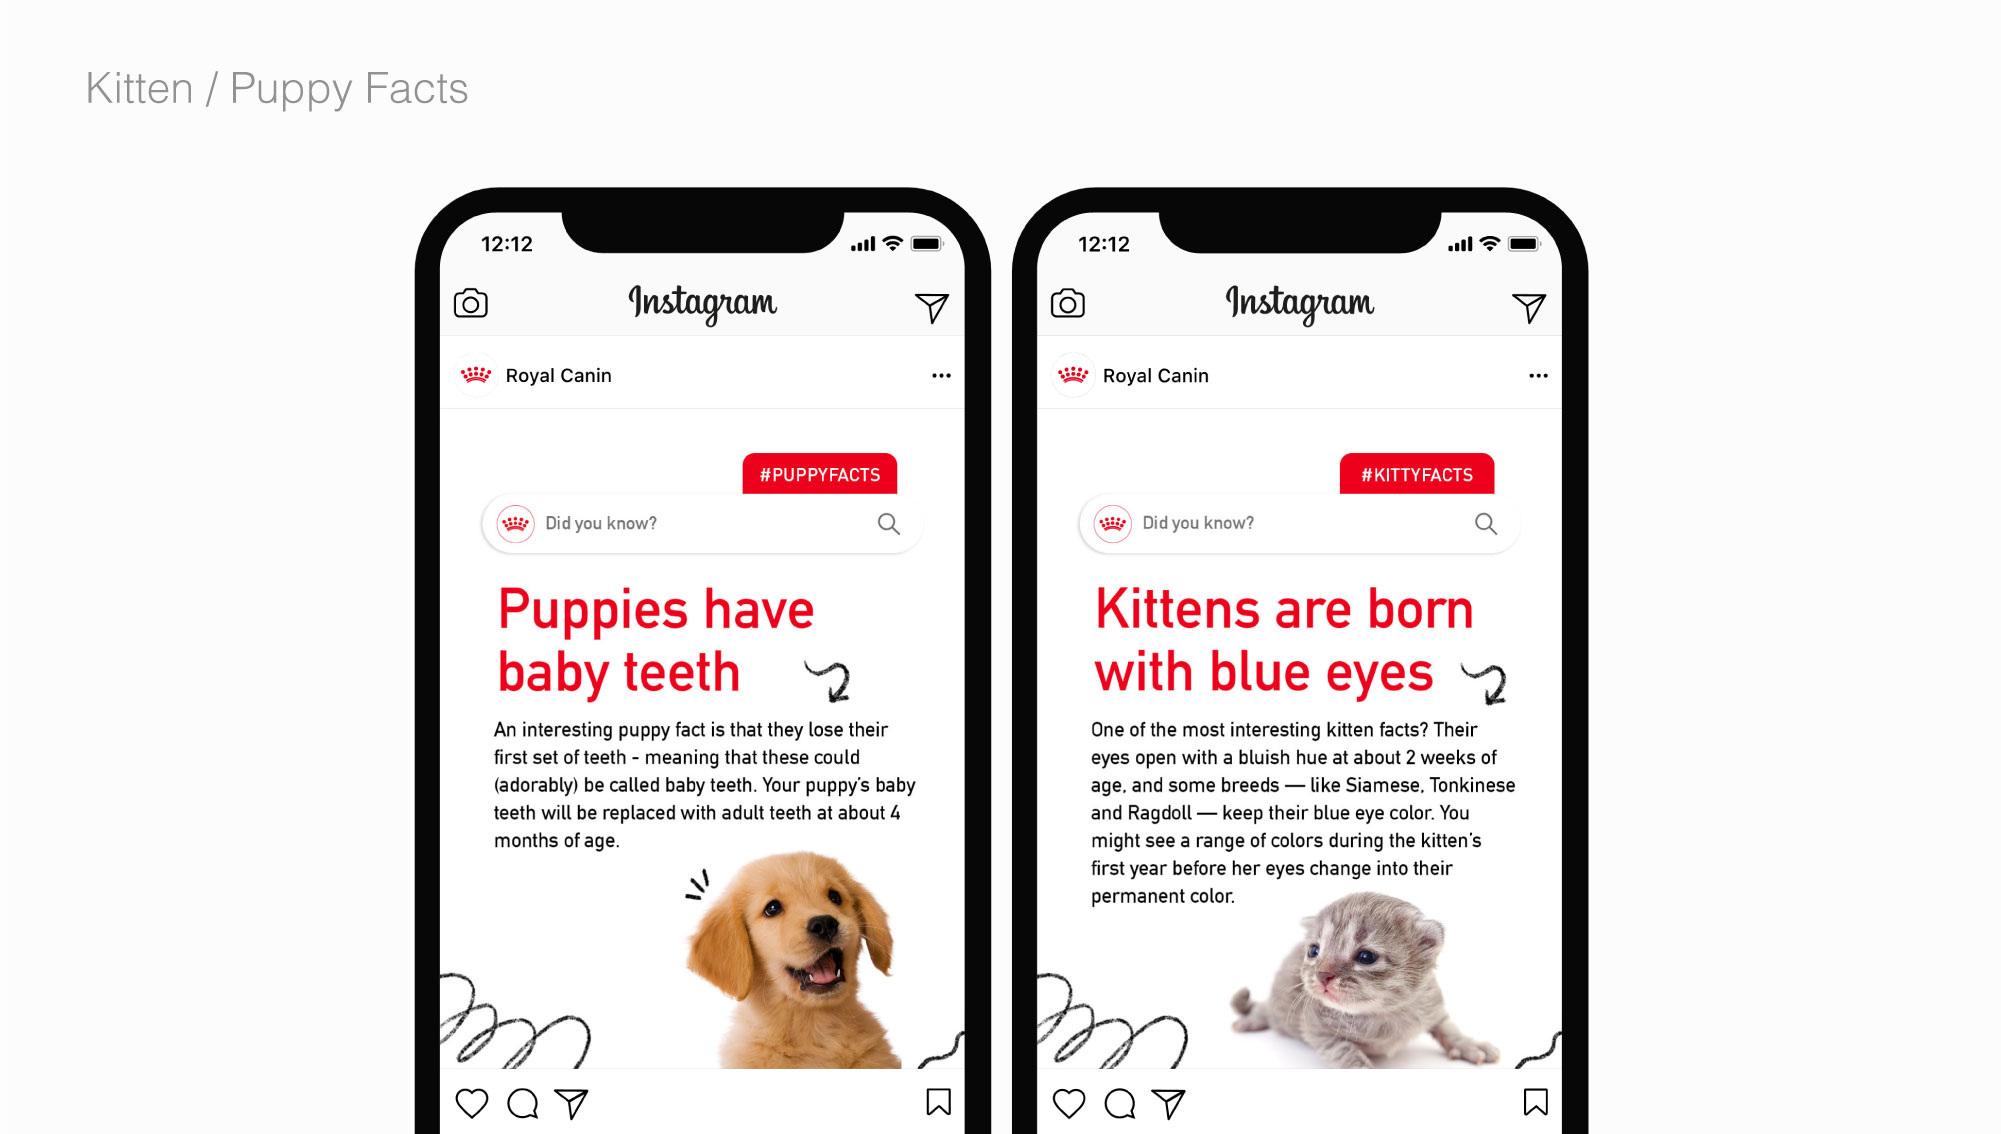 Kitten / Puppy Facts
12:12
Instagram
Royal Canin
#PUPPYFACTS
Did you know?
Puppies have
baby teeth
An interesting puppy fact is that they lose their
first set of teeth - meaning that these could
(adorably) be called baby teeth. Your puppy's baby
teeth will be replaced with adult teeth at about 4
months of age.
12:12
Instagram
Royal Canin
#KITTYFACTS
Did you know?
Kittens are born
with blue eyes
One of the most interesting kitten facts? Their
eyes open with a bluish hue at about 2 weeks of
age, and some breeds — like Siamese, Tonkinese
and Ragdoll — keep their blue eye color. You
might see a range of colors during the kitten's
first year before her eyes change into their
permanent color.